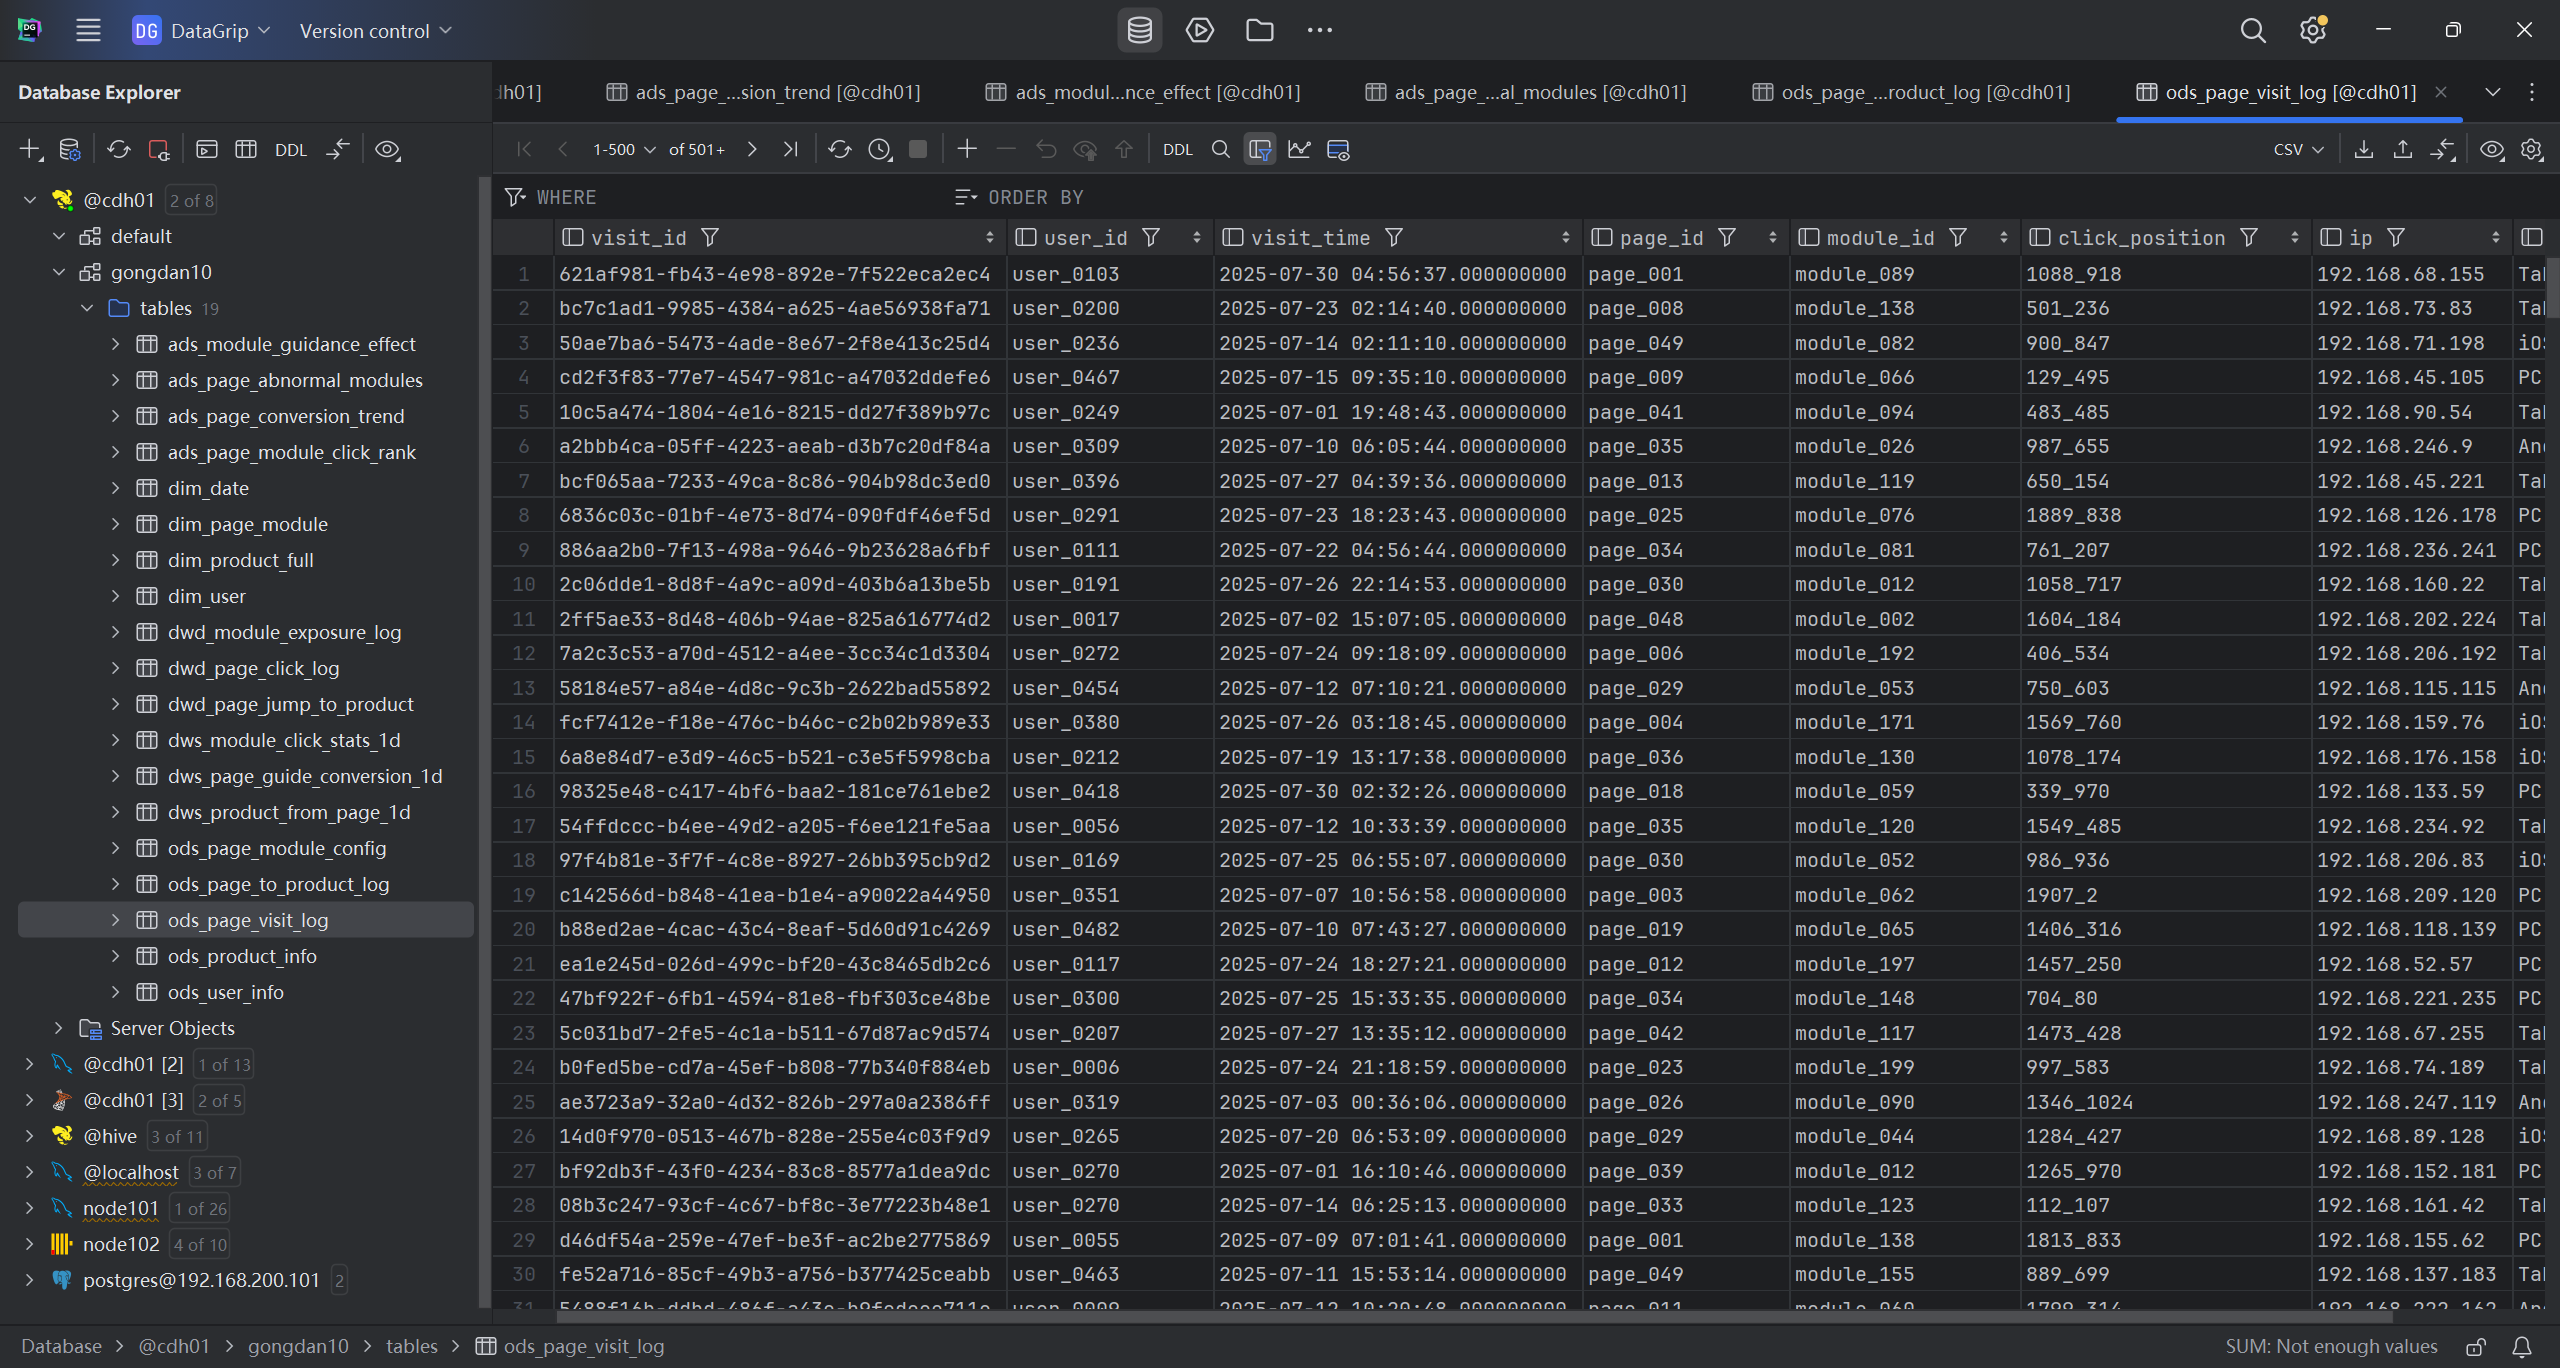 DG DataGrip Version control
Database Explorer
dh01] ads_page_...sion_trend [@cdh01] ads_modul...nce_effect [@cdh01] ads_page_...al_modules [@cdh01] ods_page_...roduct_log [@cdh01] ods_page_visit_log [@cdh01]
DDL
1-500 of 501+ DDL CSV
WHERE ORDER BY
@cdh01 2 of 8
default
gongdan10
tables 19
ads_module_guidance_effect
ads_page_abnormal_modules
ads_page_conversion_trend
ads_page_module_click_rank
dim_date
dim_page_module
dim_product_full
dim_user
dwd_module_exposure_log
dwd_page_click_log
dwd_page_jump_to_product
dws_module_click_stats_1d
dws_page_guide_conversion_1d
dws_product_from_page_1d
ods_page_module_config
ods_page_to_product_log
ods_page_visit_log
ods_product_info
ods_user_info
Server Objects
@cdh01 [2] 1 of 13
@cdh01 [3] 2 of 5
@hive 3 of 11
@localhost 3 of 7
node101 1 of 26
node102 4 of 10
postgres@192.168.200.101 2
visit_id user_id visit_time page_id module_id click_position ip
1 621af981-fb43-4e98-892e-7f522eca2ec4 user_0103 2025-07-30 04:56:37.000000000 page_001 module_089 1088_918 192.168.68.155 Tal
2 bc7c1ad1-9985-4384-a625-4ae56938fa71 user_0200 2025-07-23 02:14:40.000000000 page_008 module_138 501_236 192.168.73.83 Tal
3 50ae7ba6-5473-4ade-8e67-2f8e413c25d4 user_0236 2025-07-14 02:11:10.000000000 page_049 module_082 900_847 192.168.71.198 iOS
4 cd2f3f83-77e7-4547-981c-a47032ddefe6 user_0467 2025-07-15 09:35:10.000000000 page_009 module_066 129_495 192.168.45.105 PC
5 10c5a474-1804-4e16-8215-dd27f389b97c user_0249 2025-07-01 19:48:43.000000000 page_041 module_094 483_485 192.168.90.54 Tal
6 a2bbb4ca-05ff-4223-aeab-d3b7c20df84a user_0309 2025-07-10 06:05:44.000000000 page_035 module_026 987_655 192.168.246.9 An
7 bcf065aa-7233-49ca-8c86-904b98dc3ed0 user_0396 2025-07-27 04:39:36.000000000 page_013 module_119 650_154 192.168.45.221 Tal
8 6836c03c-01bf-4e73-8d74-090fdf46ef5d user_0291 2025-07-23 18:23:43.000000000 page_025 module_076 1889_838 192.168.126.178 PC
9 886aa2b0-7f13-498a-9646-9b23628a6fbf user_0111 2025-07-22 04:56:44.000000000 page_034 module_081 761_207 192.168.236.241 PC
10 2c06dde1-8d8f-4a9c-a09d-403b6a13be5b user_0191 2025-07-26 22:14:53.000000000 page_030 module_012 1058_717 192.168.160.22 Tal
11 2ff5ae33-8d48-406b-94ae-825a616774d2 user_0017 2025-07-02 15:07:05.000000000 page_048 module_002 1604_184 192.168.202.224 Tal
12 7a2c3c53-a70d-4512-a4ee-3cc34c1d3304 user_0272 2025-07-24 09:18:09.000000000 page_006 module_192 406_534 192.168.206.192 Tal
13 58184e57-a84e-4d8c-9c3b-2622bad55892 user_0454 2025-07-12 07:10:21.000000000 page_029 module_053 750_603 192.168.115.115 An
14 fcf7412e-f18e-476c-b46c-c2b02b989e33 user_0380 2025-07-26 03:18:45.000000000 page_004 module_171 1569_760 192.168.159.76 iOS
15 6a8e84d7-e3d9-46c5-b521-c3e5f5998cba user_0212 2025-07-19 13:17:38.000000000 page_036 module_130 1078_174 192.168.176.158 iOS
16 98325e48-c417-4bf6-baa2-181ce761ebe2 user_0418 2025-07-30 02:32:26.000000000 page_018 module_059 339_970 192.168.133.59 PC
17 54ffdccc-b4ee-49d2-a205-f6ee121fe5aa user_0056 2025-07-12 10:33:39.000000000 page_035 module_120 1549_485 192.168.234.92 Tal
18 97f4b81e-3f7f-4c8e-8927-26bb395cb9d2 user_0169 2025-07-25 06:55:07.000000000 page_030 module_052 986_936 192.168.206.83 iOS
19 c142566d-b848-41ea-b1e4-a90022a44950 user_0351 2025-07-07 10:56:58.000000000 page_003 module_062 1907_2 192.168.209.120 PC
20 b88ed2ae-4cac-43c4-8eaf-5d60d91c4269 user_0482 2025-07-10 07:43:27.000000000 page_019 module_065 1406_316 192.168.118.139 PC
21 ea1e245d-026d-499c-bf20-43c8465db2c6 user_0117 2025-07-24 18:27:21.000000000 page_012 module_197 1457_250 192.168.52.57 PC
22 47bf922f-6fb1-4594-81e8-fbf303ce48be user_0300 2025-07-25 15:33:35.000000000 page_034 module_148 704_80 192.168.221.235 PC
23 5c031bd7-2fe5-4c1a-b511-67d87ac9d574 user_0207 2025-07-27 13:35:12.000000000 page_042 module_117 1473_428 192.168.67.255 Tal
24 b0fed5be-cd7a-45ef-b808-77b340f884eb user_0006 2025-07-24 21:18:59.000000000 page_023 module_199 997_583 192.168.74.189 Tal
25 ae3723a9-32a0-4d32-826b-297a0a2386ff user_0319 2025-07-03 00:36:06.000000000 page_026 module_090 1346_1024 192.168.247.119 An
26 14d0f970-0513-467b-828e-255e4c03f9d9 user_0265 2025-07-20 06:53:09.000000000 page_029 module_044 1284_427 192.168.89.128 iOS
27 bf92db3f-43f0-4234-83c8-8577a1dea9dc user_0270 2025-07-01 16:10:46.000000000 page_039 module_012 1265_970 192.168.152.181 PC
28 08b3c247-93cf-4c67-bf8c-3e77223b48e1 user_0270 2025-07-14 06:25:13.000000000 page_033 module_123 112_107 192.168.161.42 Tal
29 d46df54a-259e-47ef-be3f-ac2be2775869 user_0055 2025-07-09 07:01:41.000000000 page_001 module_138 1813_833 192.168.155.62 PC
30 fe52a716-85cf-49b3-a756-b377425ceabb user_0463 2025-07-11 15:53:14.000000000 page_049 module_155 889_699 192.168.137.183 Tal
Database @cdh01 gongdan10 tables ods_page_visit_log SUM: Not enough values